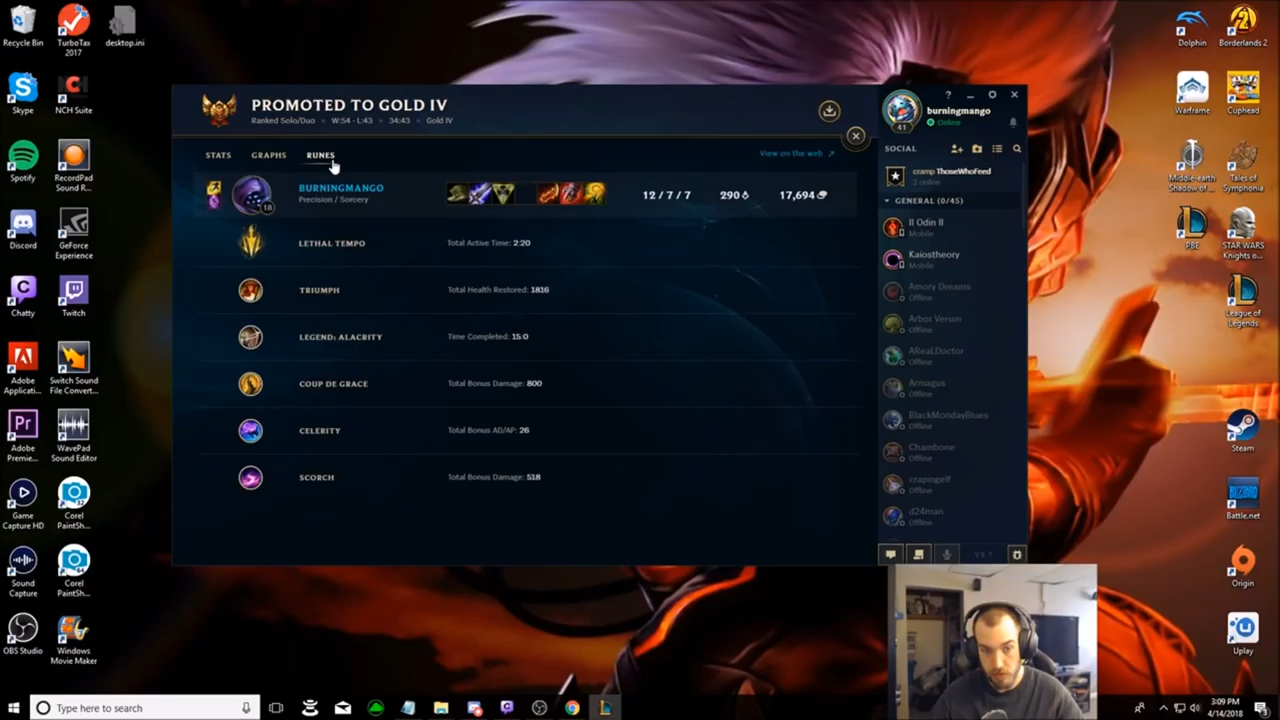 Recycle Bin
TurboTax
2017
desktop.ini
Skype
NCH Suite
Spotify
RecordPad
Sound R...
Discord
GeForce
Experience
Chatty
Twitch
Adobe
Applicati...
Switch Sound
File Convert...
Adobe
Premie...
WavePad
Sound Editor
Game
Capture HD
Corel
PaintSh...
Sound
Capture
Corel
PaintSh...
OBS Studio
Windows
Movie Maker
PROMOTED TO GOLD IV
Ranked Solo/Duo • W:54 - L:43 • 34:43 • Gold IV
STATS GRAPHS RUNES
View on the web
BURNINGMANGO
Precision / Sorcery
18
12 / 7 / 7 290 17,694
LETHAL TEMPO Total Active Time: 2:20
TRIUMPH Total Health Restored: 1816
LEGEND: ALACRITY Time Completed: 15:0
COUP DE GRACE Total Bonus Damage: 800
CELERITY Total Bonus AD/AP: 26
SCORCH Total Bonus Damage: 518
burningmango
Online
41
SOCIAL
cramp ThoseWhoFeed
2 online
GENERAL (0/45)
II Odin II
Mobile
Kaiostheory
Mobile
Amory Dreams
Offline
Arbor Verum
Offline
AReaLDoctor
Offline
Armagus
Offline
BlackMondayBlues
Offline
Chambone
Offline
crapingelf
Offline
d24man
Offline
V8.7
Dolphin
Borderlands 2
Warframe
Cuphead
Middle-earth
Shadow of ...
Tales of
Symphonia
PBE
STAR WARS
Knights o...
League of
Legends
Steam
Battle.net
Origin
Uplay
Type here to search
3:09 PM
4/14/2018